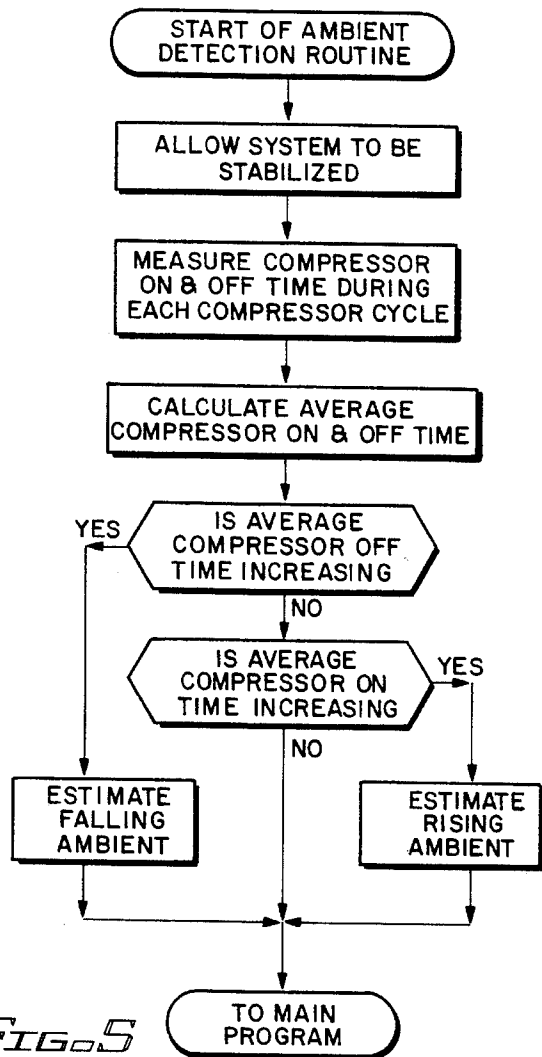 START OF AMBIENT
DETECTION ROUTINE
ALLOW SYSTEM TO BE
STABILIZED
MEASURE COMPRESSOR
ON & OFF TIME DURING
EACH COMPRESSOR CYCLE
CALCULATE AVERAGE
COMPRESSOR ON & OFF TIME
IS AVERAGE
COMPRESSOR OFF
TIME INCREASING
YES
NO
IS AVERAGE
COMPRESSOR ON
TIME INCREASING
YES
NO
ESTIMATE
FALLING
AMBIENT
ESTIMATE
RISING
AMBIENT
TO MAIN
PROGRAM
FIG. 5